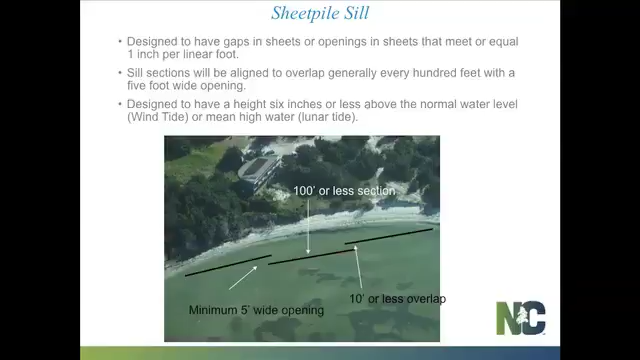 Sheetpile Sill
• Designed to have gaps in sheets or openings in sheets that meet or equal
1 inch per linear foot.
• Sill sections will be aligned to overlap generally every hundred feet with a
five foot wide opening.
• Designed to have a height six inches or less above the normal water level
(Wind Tide) or mean high water (lunar tide).
100' or less section
10' or less overlap
Minimum 5' wide opening
NC